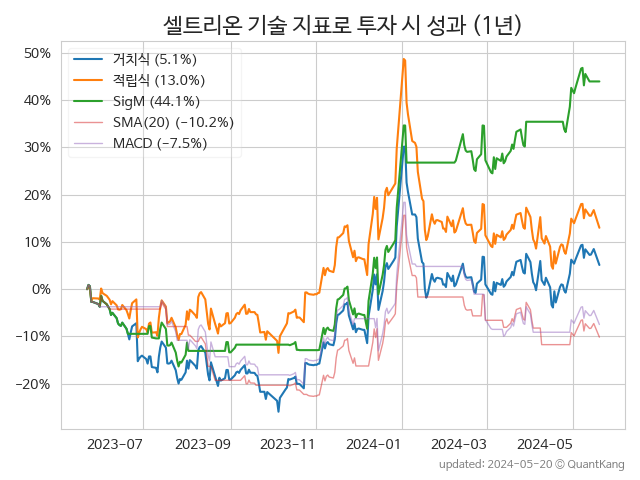 셀트리온 기술 지표로 투자 시 성과 (1년)
50%
40%
30%
20%
10%
0%
−10%
−20%
거치식 (5.1%)
적립식 (13.0%)
SigM (44.1%)
SMA(20) (−10.2%)
MACD (−7.5%)
2023-07
2023-09
2023-11
2024-01
2024-03
2024-05
updated: 2024-05-20 © QuantKang